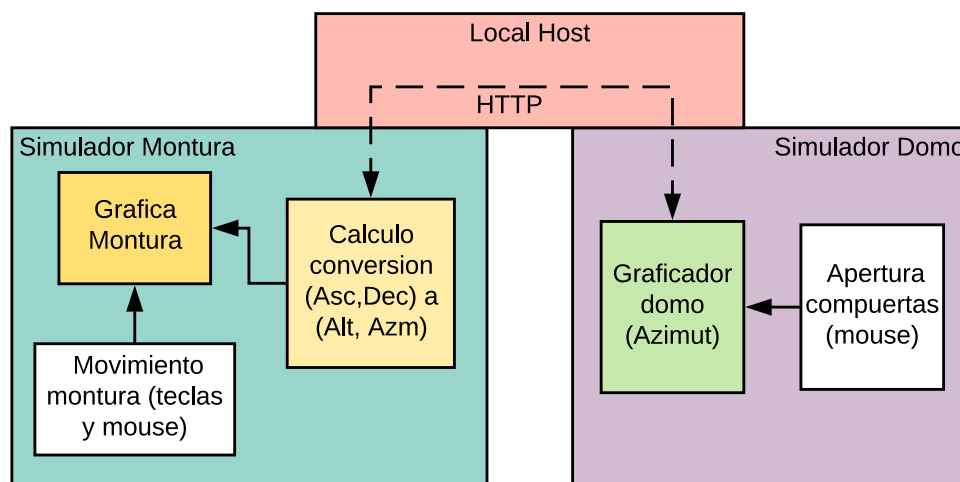 Local Host
HTTP
Simulador Montura
Grafica
Montura
Calculo
conversion
(Asc,Dec) a
(Alt, Azm)
Movimiento
montura (teclas
y mouse)
Simulador Domo
Graficador
domo
(Azimut)
Apertura
compuertas
(mouse)